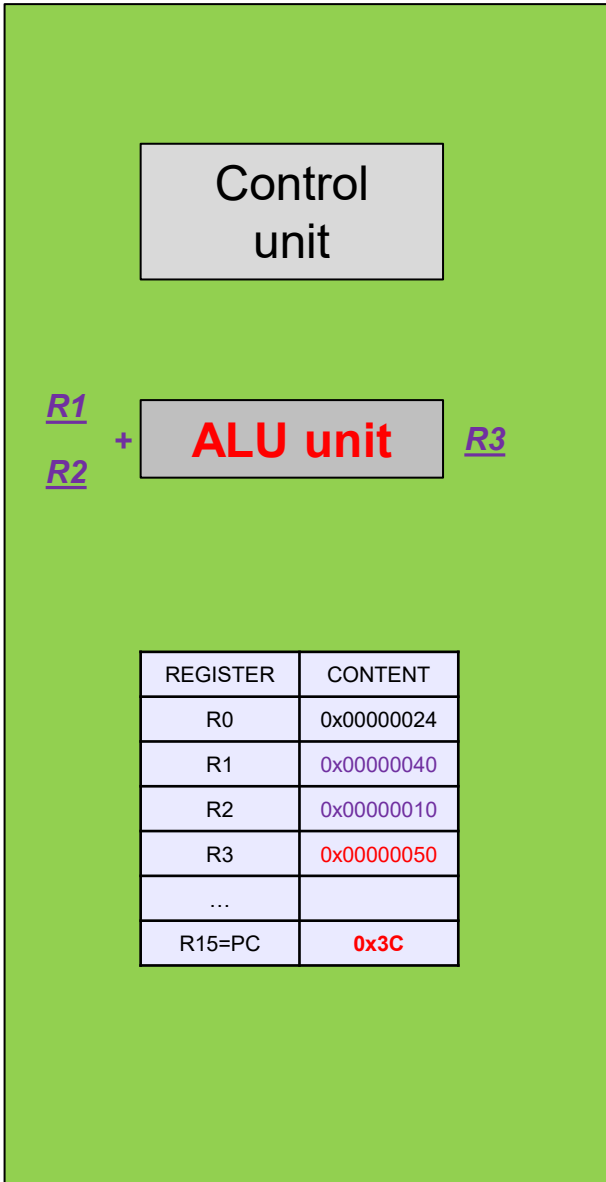 Control
unit
R1
+
R2
ALU unit
R3
REGISTER CONTENT
R0 0x00000024
R1 0x00000040
R2 0x00000010
R3 0x00000050
…
R15=PC 0x3C